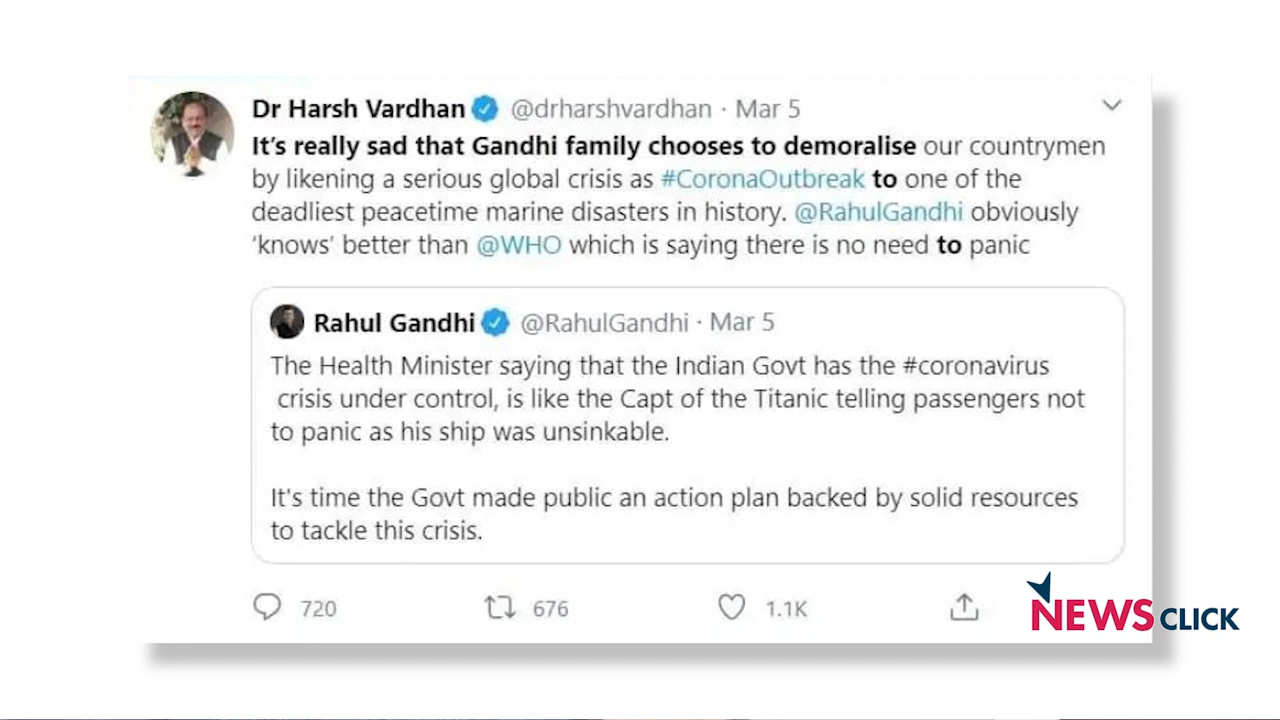 Dr Harsh Vardhan @drharshvardhan · Mar 5
It's really sad that Gandhi family chooses to demoralise our countrymen
by likening a serious global crisis as #CoronaOutbreak to one of the
deadliest peacetime marine disasters in history. @RahulGandhi obviously
‘knows’ better than @WHO which is saying there is no need to panic
Rahul Gandhi @RahulGandhi · Mar 5
The Health Minister saying that the Indian Govt has the #coronavirus
crisis under control, is like the Capt of the Titanic telling passengers not
to panic as his ship was unsinkable.
It's time the Govt made public an action plan backed by solid resources
to tackle this crisis.
720 676 1.1K
NEWSCLICK